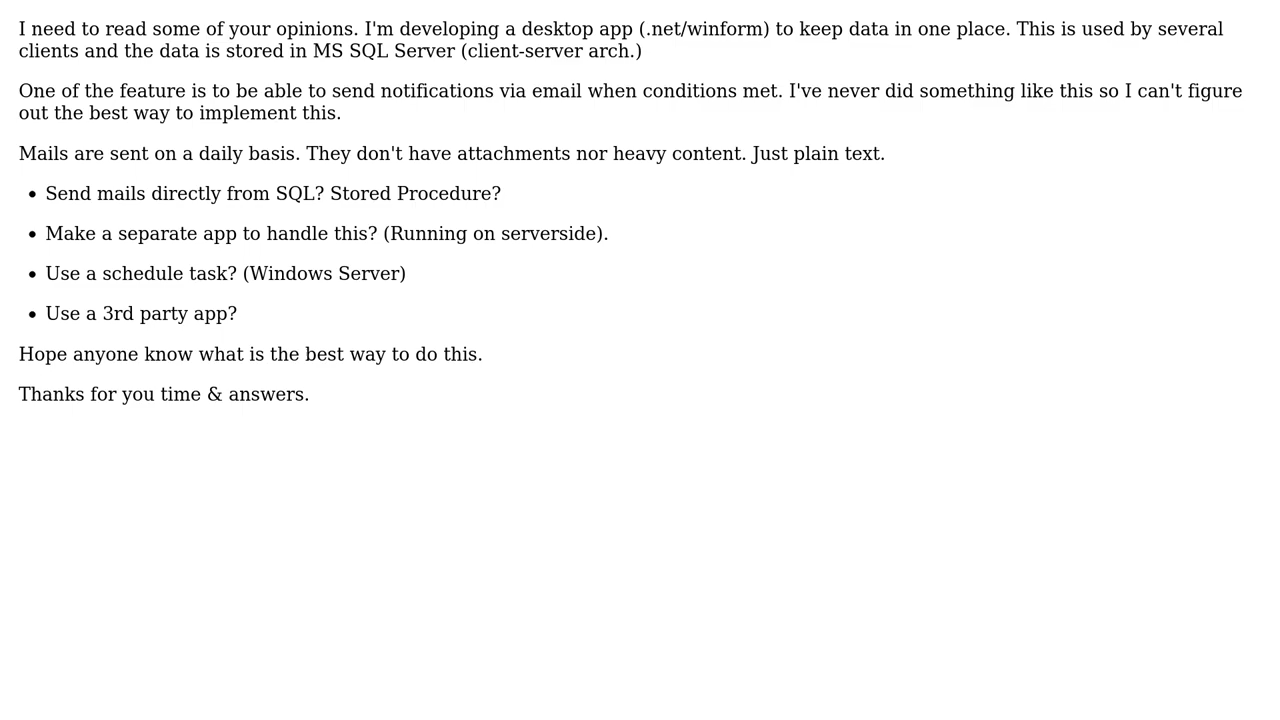 I need to read some of your opinions. I'm developing a desktop app (.net/winform) to keep data in one place. This is used by several
clients and the data is stored in MS SQL Server (client-server arch.)
One of the feature is to be able to send notifications via email when conditions met. I've never did something like this so I can't figure
out the best way to implement this.
Mails are sent on a daily basis. They don't have attachments nor heavy content. Just plain text.
• Send mails directly from SQL? Stored Procedure?
• Make a separate app to handle this? (Running on serverside).
• Use a schedule task? (Windows Server)
• Use a 3rd party app?
Hope anyone know what is the best way to do this.
Thanks for you time & answers.